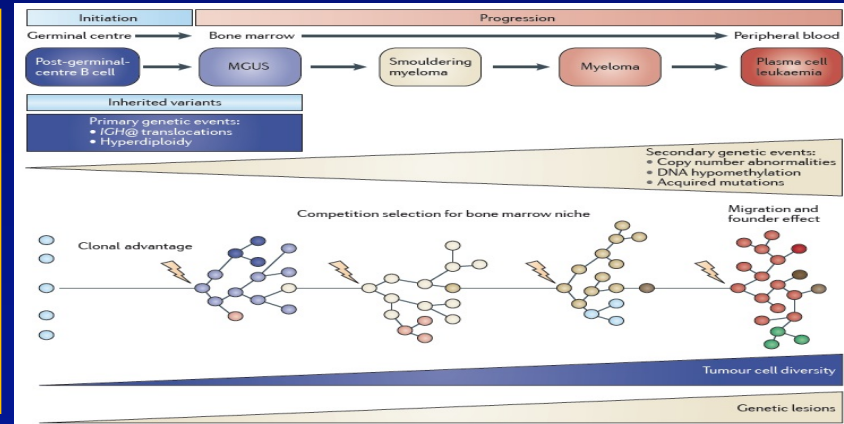 Initiation
Progression
Germinal centre
Bone marrow
Peripheral blood
Post-germinal-
centre B cell
MGUS
Smouldering
myeloma
Myeloma
Plasma cell
leukaemia
Inherited variants
Primary genetic events:
• IGH@ translocations
• Hyperdiploidy
Secondary genetic events:
• Copy number abnormalities
• DNA hypomethylation
• Acquired mutations
Competition selection for bone marrow niche
Migration and
founder effect
Clonal advantage
Tumour cell diversity
Genetic lesions